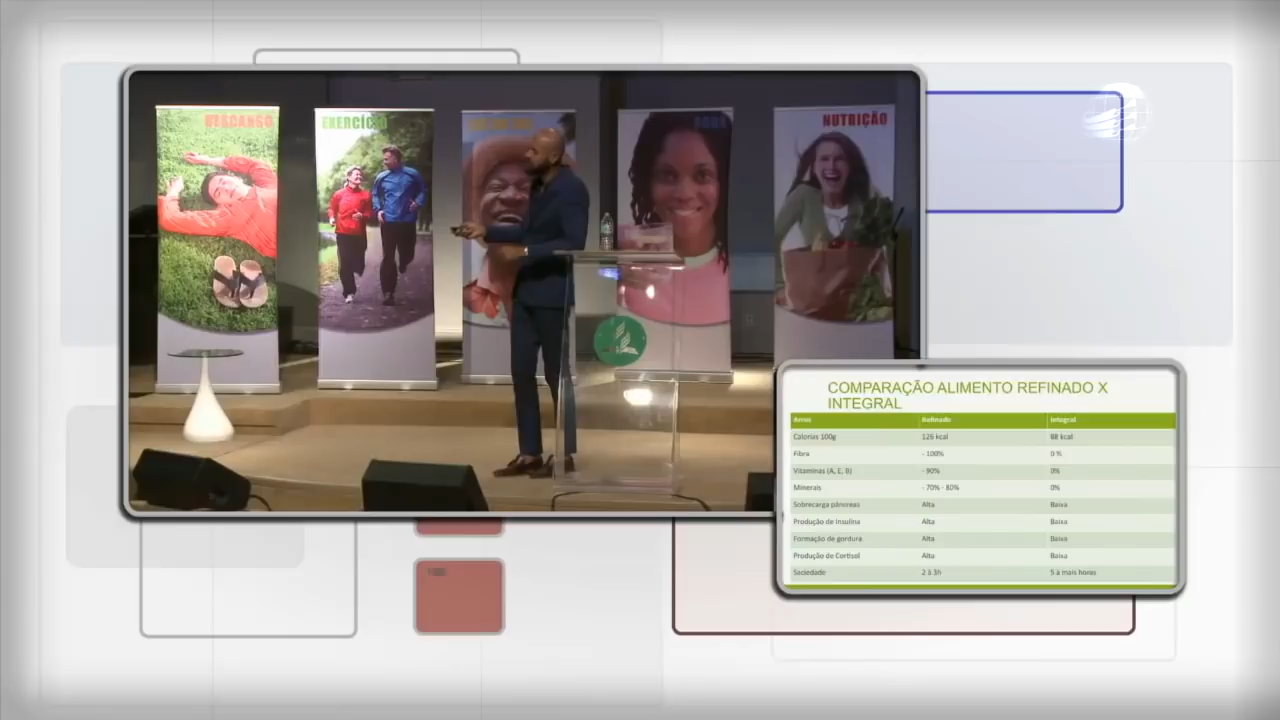 DESCANSO
EXERCÍCIO
NUTRIÇÃO
COMPARAÇÃO ALIMENTO REFINADO X
INTEGRAL
Arroz Refinado Integral
Calorias 100g 126 kcal 88 kcal
Fibra - 100% 0 %
Vitaminas (A, E, B) - 90% 0%
Minerais - 70% - 80% 0%
Sobrecarga pâncreas Alta Baixa
Produção de Insulina Alta Baixa
Formação de gordura Alta Baixa
Produção de Cortisol Alta Baixa
Saciedade 2 à 3h 5 à mais horas